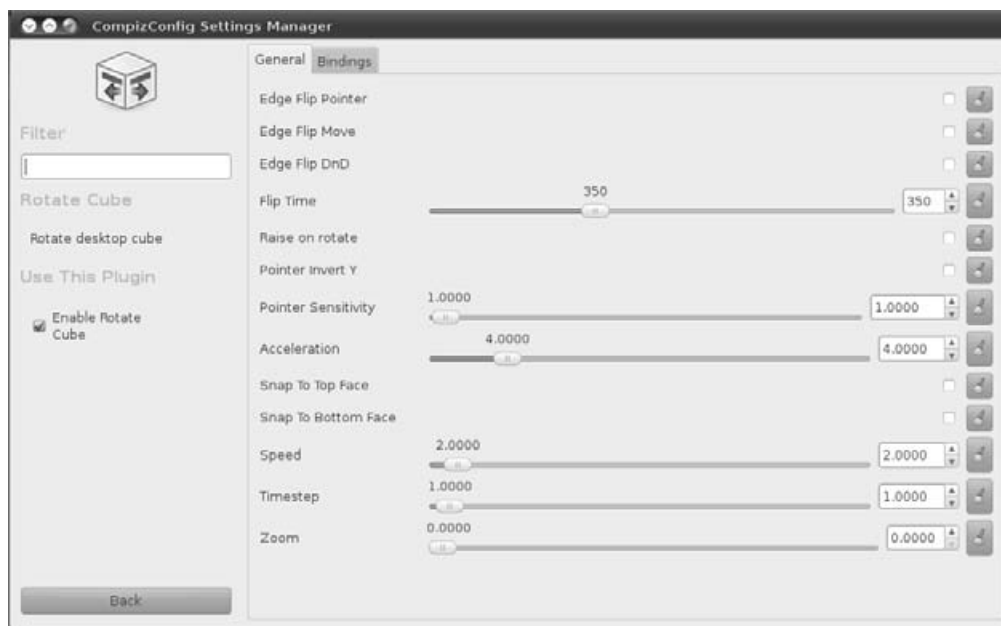 CompizConfig Settings Manager
Filter
Rotate Cube
Rotate desktop cube
Use This Plugin
Enable Rotate
Cube
Back
General Bindings
Edge Flip Pointer
Edge Flip Move
Edge Flip DnD
Flip Time 350 350
Raise on rotate
Pointer Invert Y
Pointer Sensitivity 1.0000 1.0000
Acceleration 4.0000 4.0000
Snap To Top Face
Snap To Bottom Face
Speed 2.0000 2.0000
Timestep 1.0000 1.0000
Zoom 0.0000 0.0000